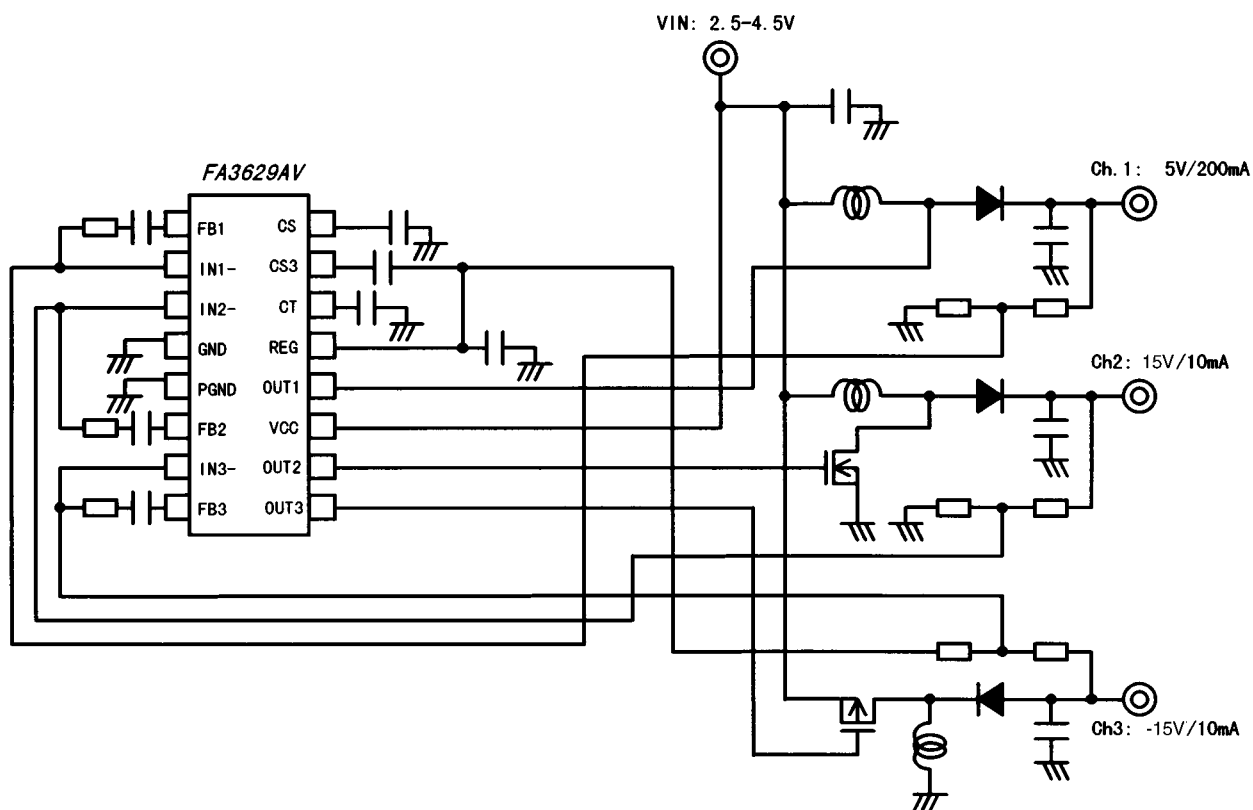 VIN: 2.5-4.5V
FA3629AV
Ch.1: 5V/200mA
FB1 CS
IN1- CS3
IN2- CT
GND REG
PGND OUT1
FB2 VCC
IN3- OUT2
FB3 OUT3
Ch2: 15V/10mA
Ch3: -15V/10mA